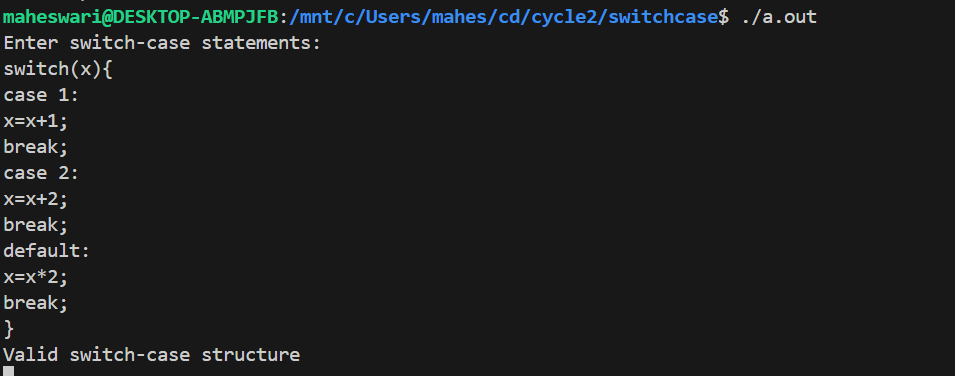 maheswari@DESKTOP-ABMPJFB:/mnt/c/Users/mahes/cd/cycle2/switchcase$ ./a.out
Enter switch-case statements:
switch(x){
case 1:
x=x+1;
break;
case 2:
x=x+2;
break;
default:
x=x*2;
break;
}
Valid switch-case structure